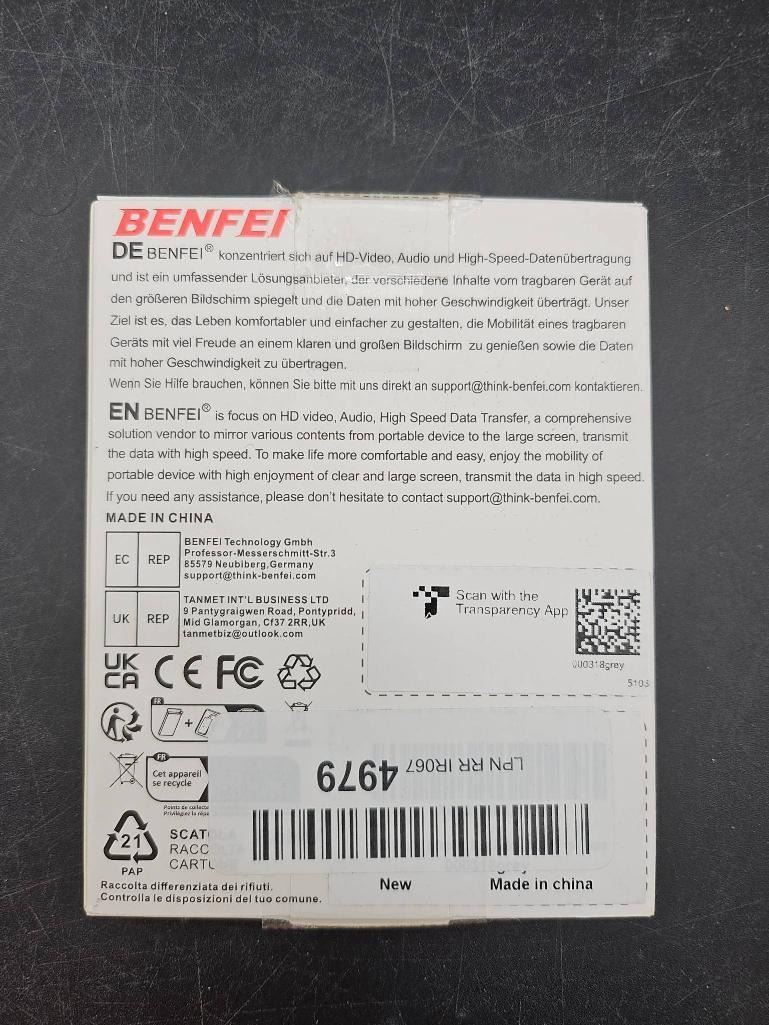 BENFEI
DE BENFEI® konzentriert sich auf HD-Video, Audio und High-Speed-Datenübertragung
und ist ein umfassender Lösungsanbieter, der verschiedene Inhalte vom tragbaren Gerät auf
den größeren Bildschirm spiegelt und die Daten mit hoher Geschwindigkeit überträgt. Unser
Ziel ist es, das Leben komfortabler und einfacher zu gestalten, die Mobilität eines tragbaren
Geräts mit viel Freude an einem klaren und großen Bildschirm zu genießen sowie die Daten
mit hoher Geschwindigkeit zu übertragen.
Wenn Sie Hilfe brauchen, können Sie bitte mit uns direkt an support@think-benfei.com kontaktieren.
EN BENFEI® is focus on HD video, Audio, High Speed Data Transfer, a comprehensive
solution vendor to mirror various contents from portable device to the large screen, transmit
the data with high speed. To make life more comfortable and easy, enjoy the mobility of
portable device with high enjoyment of clear and large screen, transmit the data in high speed.
If you need any assistance, please don't hesitate to contact support@think-benfei.com.
MADE IN CHINA
EC REP
BENFEI Technology Gmbh
Professor-Messerschmitt-Str.3
85579 Neubiberg,Germany
support@think-benfei.com
UK REP
TANMET INT'L BUSINESS LTD
9 Pantygraigwen Road, Pontypridd,
Mid Glamorgan, Cf37 2RR,UK
tanmetbiz@outlook.com
Scan with the
Transparency App
000318grey
5103
UK
CA CE FC
FR
FR
Cet appareil
se recycle
Points de collecte
Privilégiez la
LPN RR IR067 4979
21
PAP
SCATOLA
RACC
CART
Raccolta differenziata dei rifiuti.
Controlla le disposizioni del tuo comune.
New Made in china